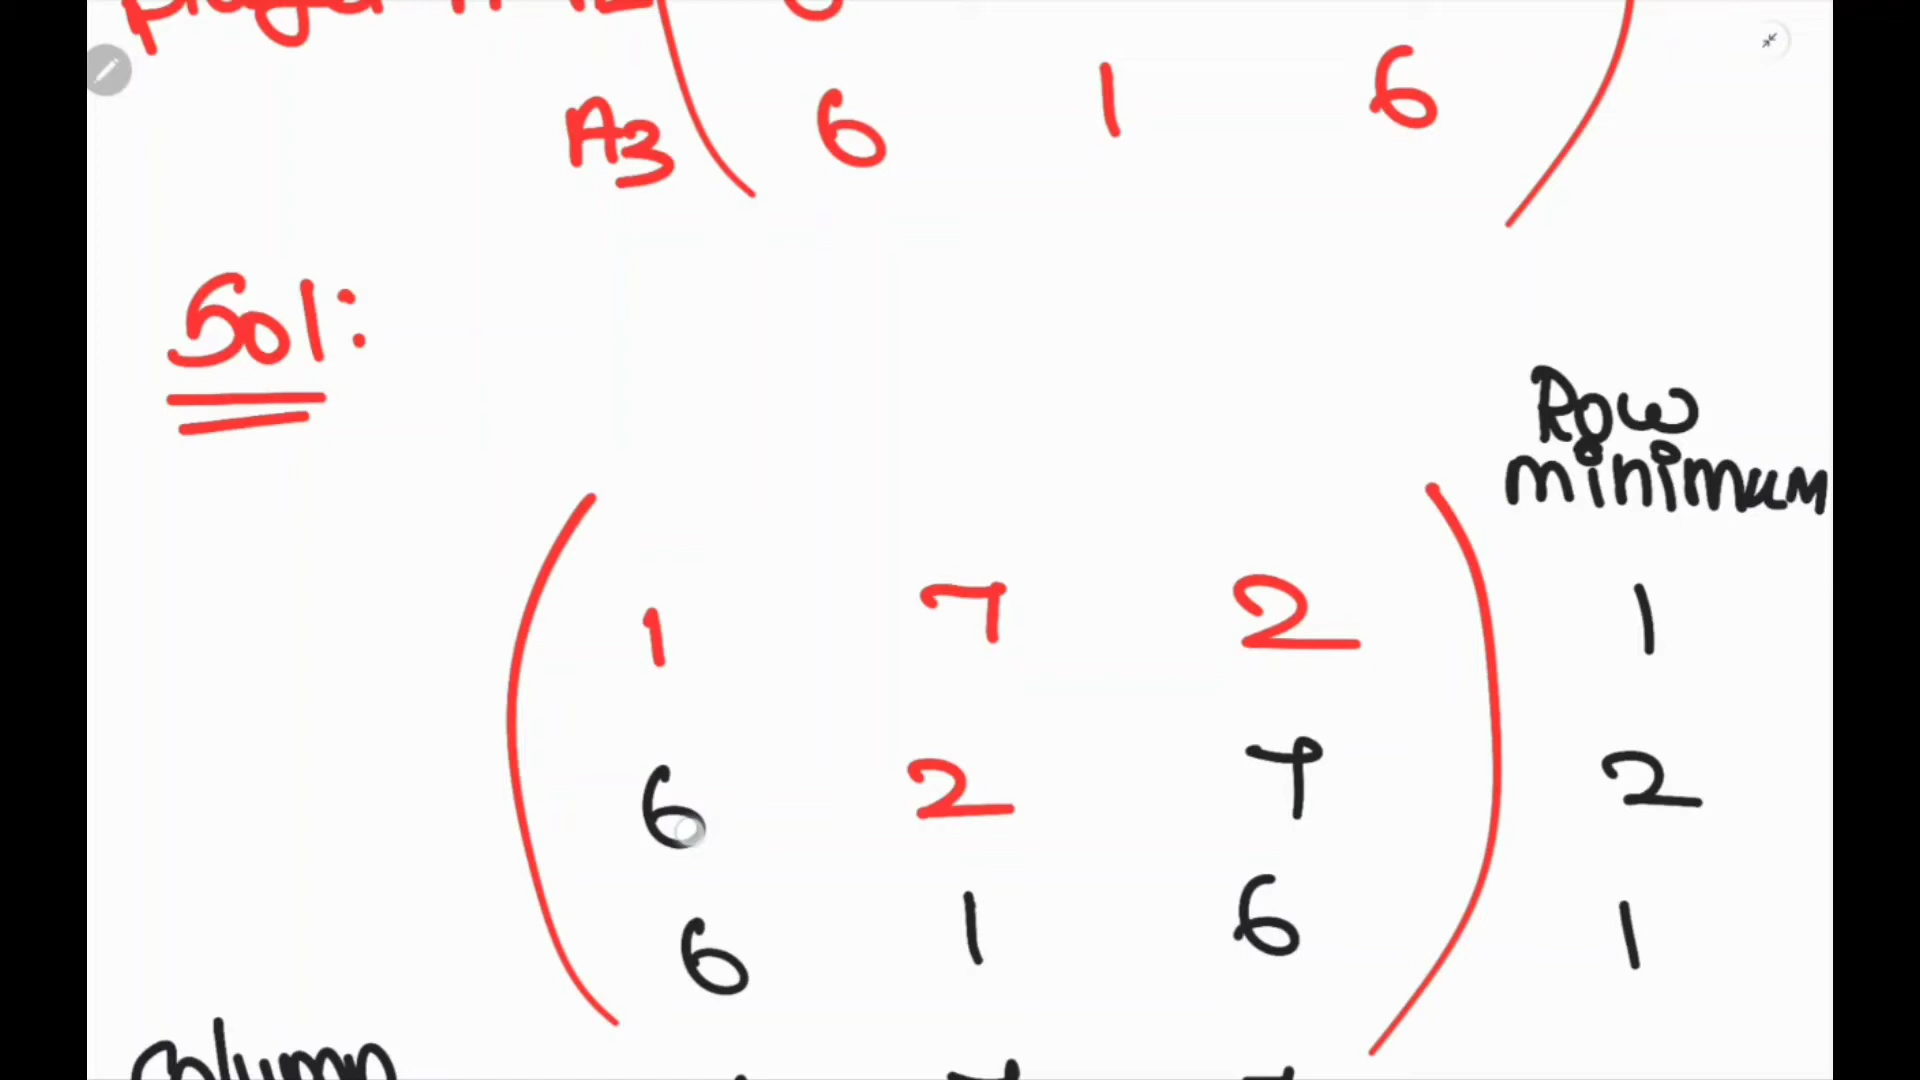 A3 6 1 6
Sol:
Row
minimum
1 7 2 1
6 2 7 2
6 1 6 1
Column